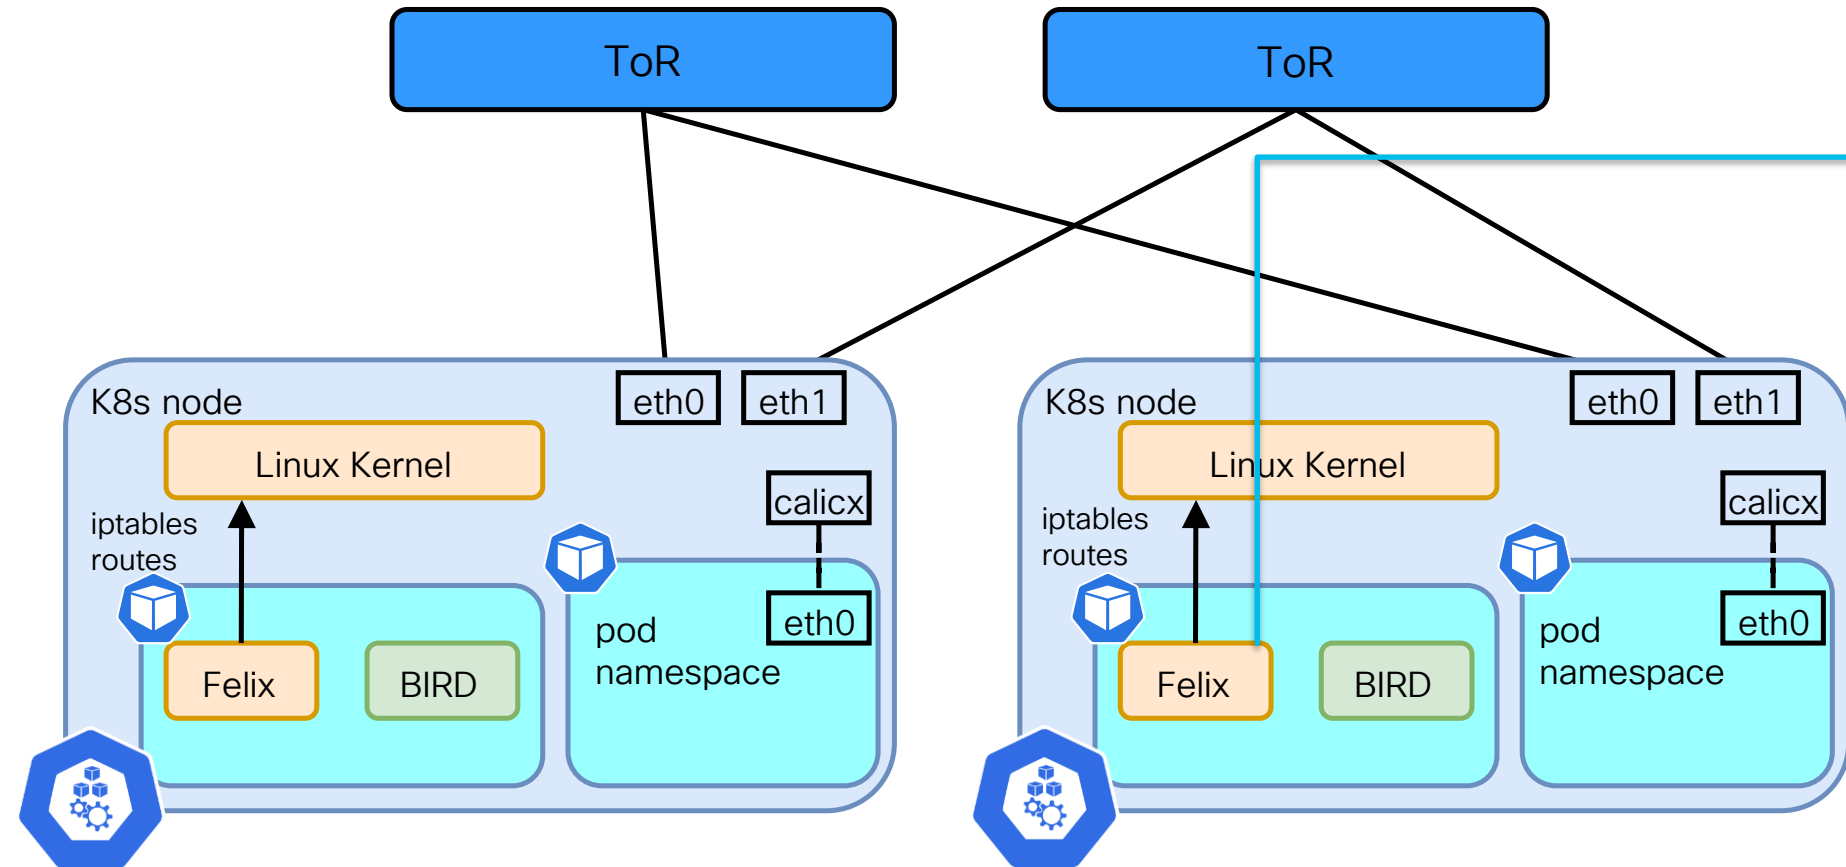 ToR
ToR
K8s node
eth0
eth1
Linux Kernel
calicx
iptables
routes
eth0
pod
namespace
Felix
BIRD
K8s node
eth0
eth1
Linux Kernel
calicx
iptables
routes
eth0
pod
namespace
Felix
BIRD